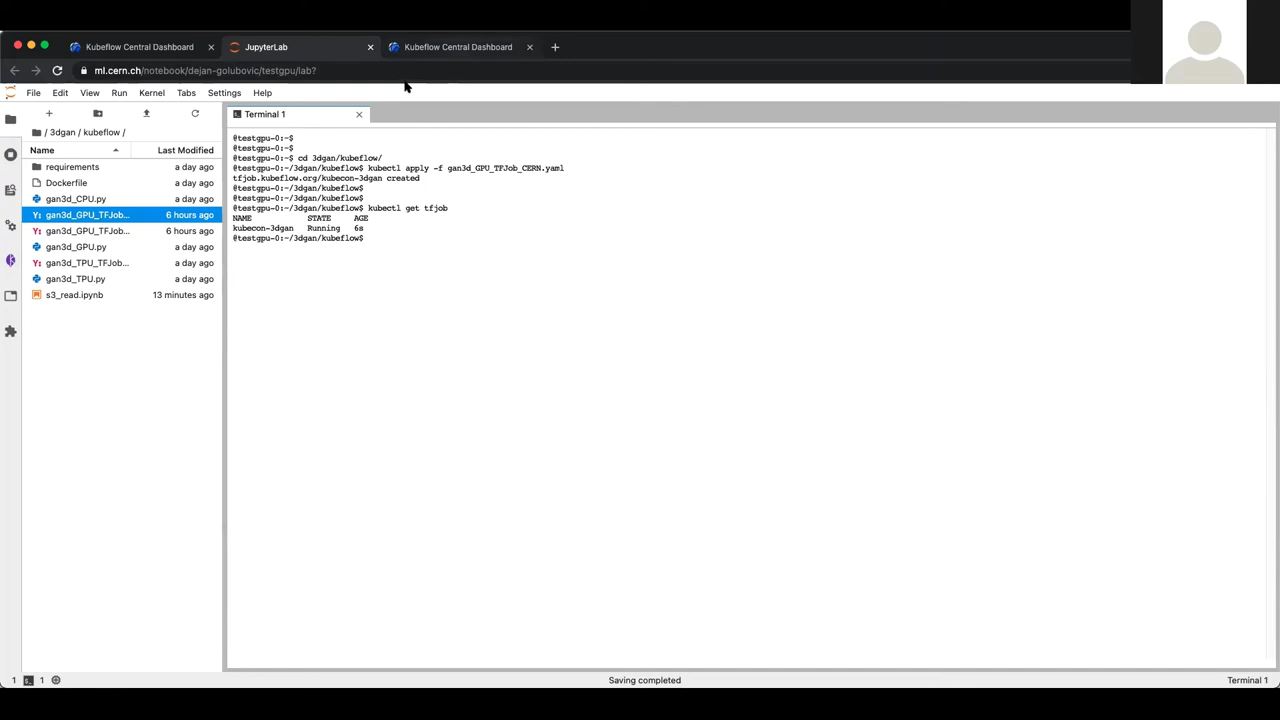 Kubeflow Central Dashboard
JupyterLab
Kubeflow Central Dashboard
ml.cern.ch/notebook/dejan-golubovic/testgpu/lab?
File Edit View Run Kernel Tabs Settings Help
Terminal 1
/ 3dgan / kubeflow /
Name Last Modified
requirements a day ago
Dockerfile a day ago
gan3d_CPU.py a day ago
gan3d_GPU_TFJob... 6 hours ago
gan3d_GPU_TFJob... 6 hours ago
gan3d_GPU.py a day ago
gan3d_TPU_TFJob... a day ago
gan3d_TPU.py a day ago
s3_read.ipynb 13 minutes ago
@testgpu-0:~$
@testgpu-0:~$
@testgpu-0:~$ cd 3dgan/kubeflow/
@testgpu-0:~/3dgan/kubeflow$ kubectl apply -f gan3d_GPU_TFJob_CERN.yaml
tfjob.kubeflow.org/kubecon-3dgan created
@testgpu-0:~/3dgan/kubeflow$
@testgpu-0:~/3dgan/kubeflow$
@testgpu-0:~/3dgan/kubeflow$ kubectl get tfjob
NAME STATE AGE
kubecon-3dgan Running 6s
@testgpu-0:~/3dgan/kubeflow$
1 1 Saving completed Terminal 1